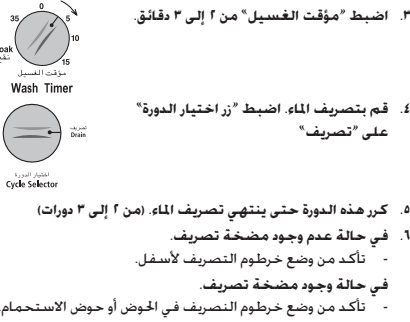 ٣. اضبط "مؤقت الغسيل" من ٢ إلى ٣ دقائق.
0
35
5
10
15
oak
نقع
مؤقت الغسيل
Wash Timer
٤. قم بتصريف الماء. اضبط "زر اختيار الدورة"
على "تصريف"
تصريف
Drain
اختيار الدورة
Cycle Selector
٥. كرر هذه الدورة حتى ينتهي تصريف الماء. (من ٢ إلى ٣ دورات)
٦. في حالة عدم وجود مضخة تصريف.
- تأكد من وضع خرطوم التصريف لأسفل.
في حالة وجود مضخة تصريف.
- تأكد من وضع خرطوم التصريف في الحوض أو حوض الاستحمام.